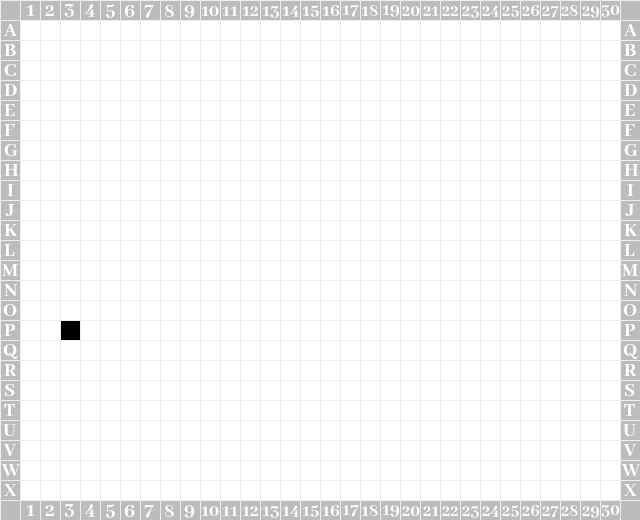 1 2 3 4 5 6 7 8 9 10 11 12 13 14 15 16 17 18 19 20 21 22 23 24 25 26 27 28 29 30
A A
B B
C C
D D
E E
F F
G G
H H
I I
J J
K K
L L
M M
N N
O O
P P
Q Q
R R
S S
T T
U U
V V
W W
X X
1 2 3 4 5 6 7 8 9 10 11 12 13 14 15 16 17 18 19 20 21 22 23 24 25 26 27 28 29 30